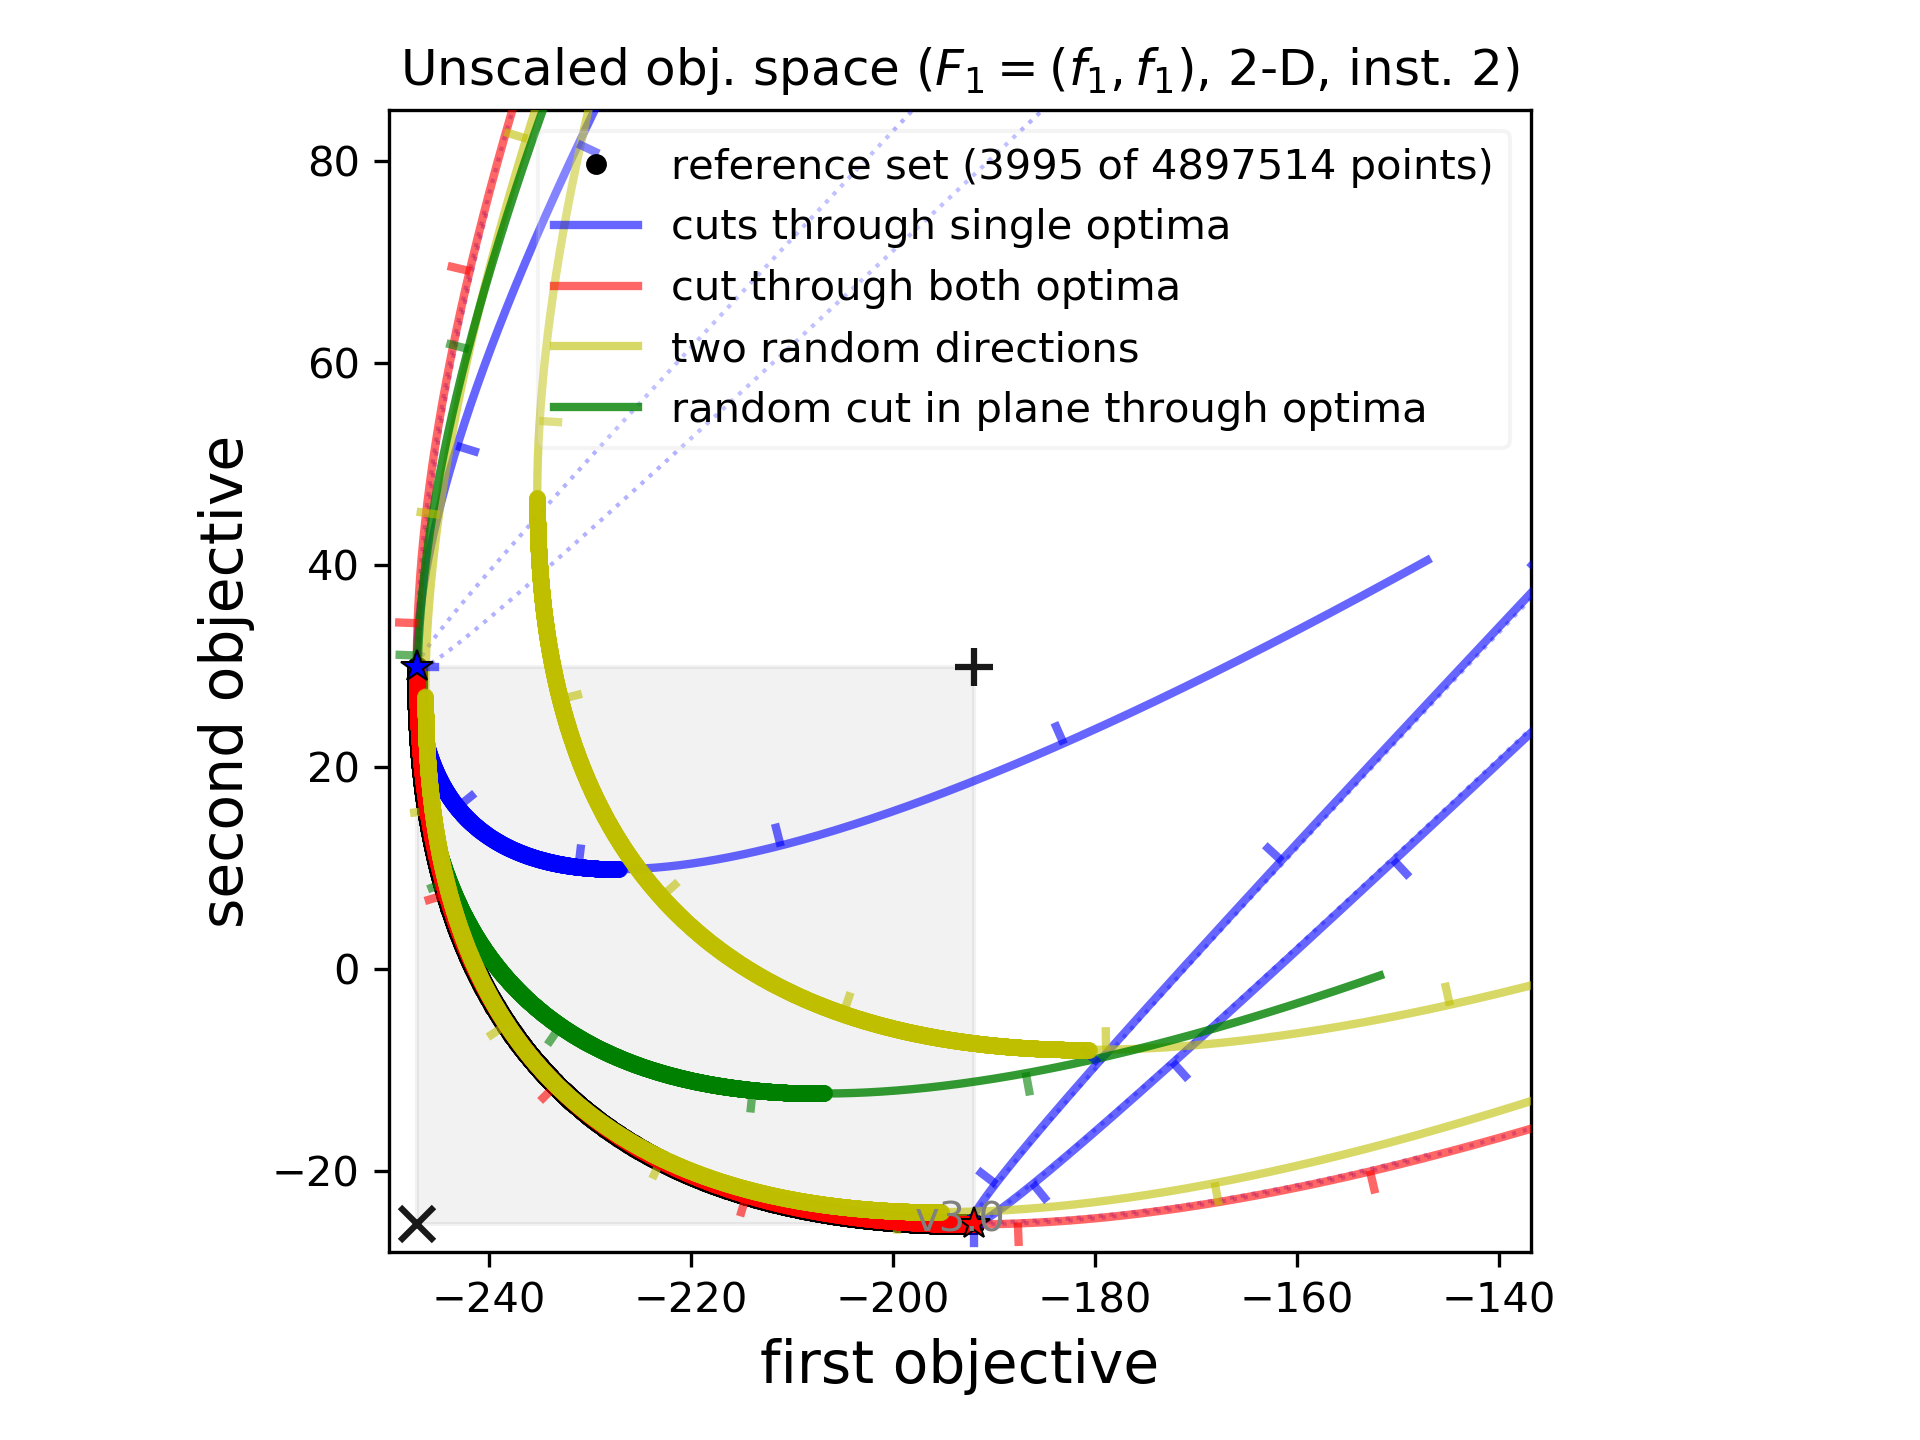 Unscaled obj. space (F₁ = (f₁, f₁), 2-D, inst. 2)
reference set (3995 of 4897514 points)
cuts through single optima
cut through both optima
two random directions
random cut in plane through optima
80
60
40
20
0
−20
second objective
v3.0
−240
−220
−200
−180
−160
−140
first objective